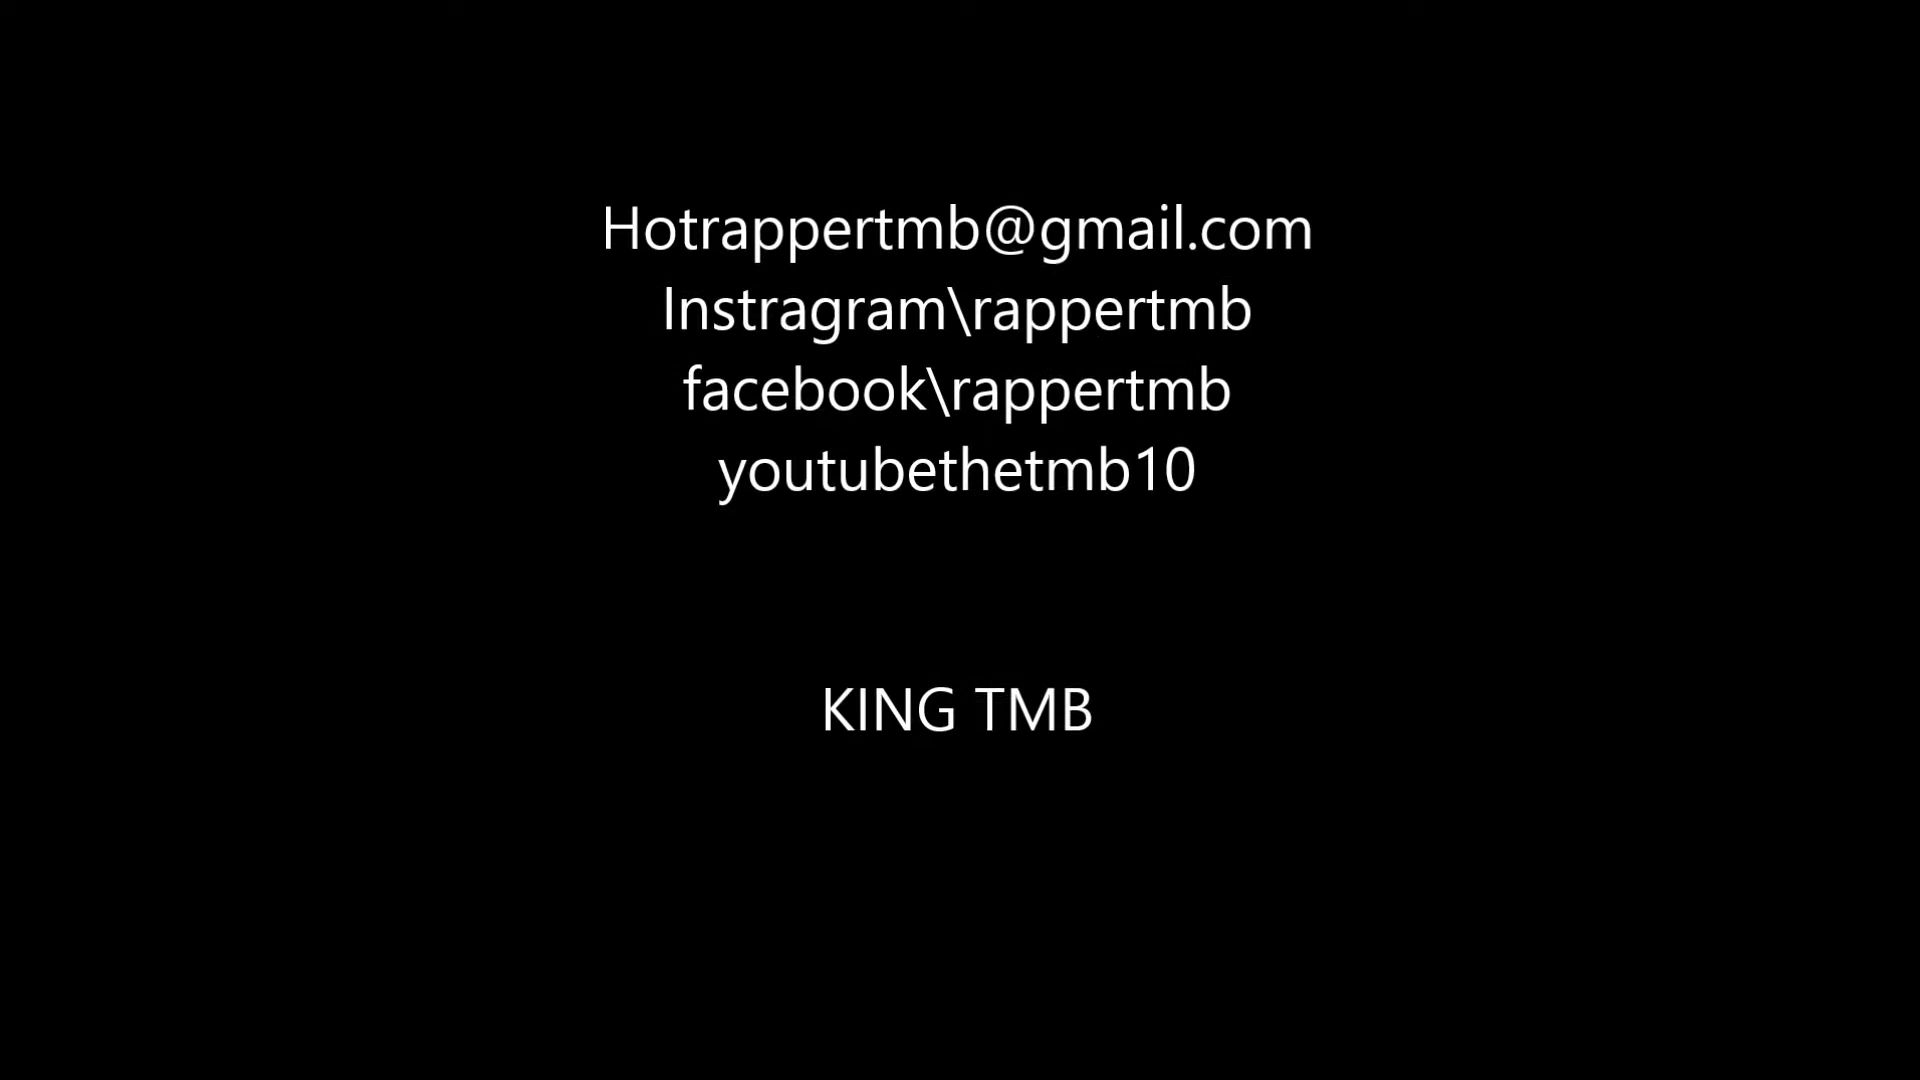 Hotrappertmb@gmail.com
Instragram\rappertmb
facebook\rappertmb
youtubethetmb10
KING TMB